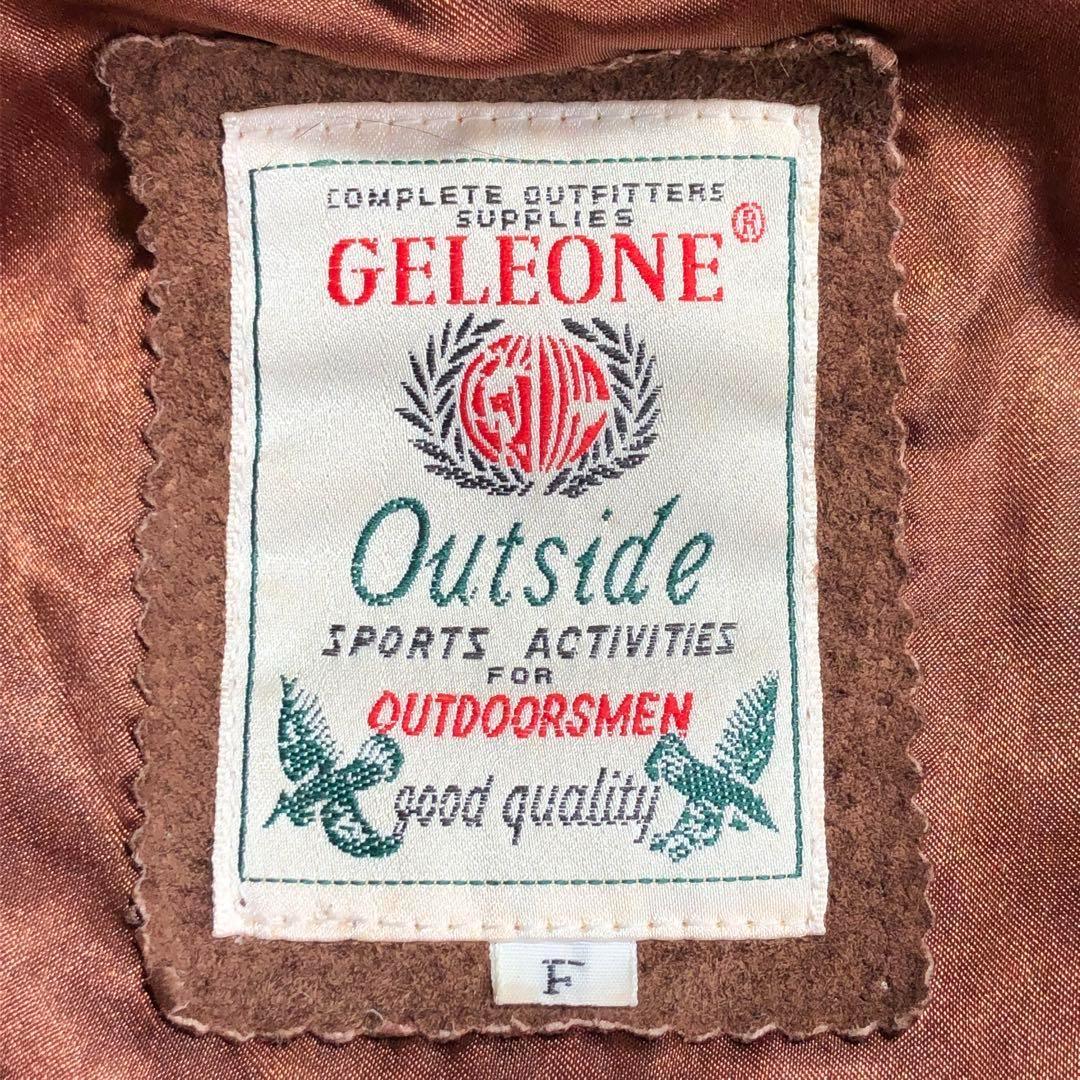 COMPLETE OUTFITTERS
SUPPLIES
GELEONE®
Outside
SPORTS ACTIVITIES
FOR
OUTDOORSMEN
good quality
F